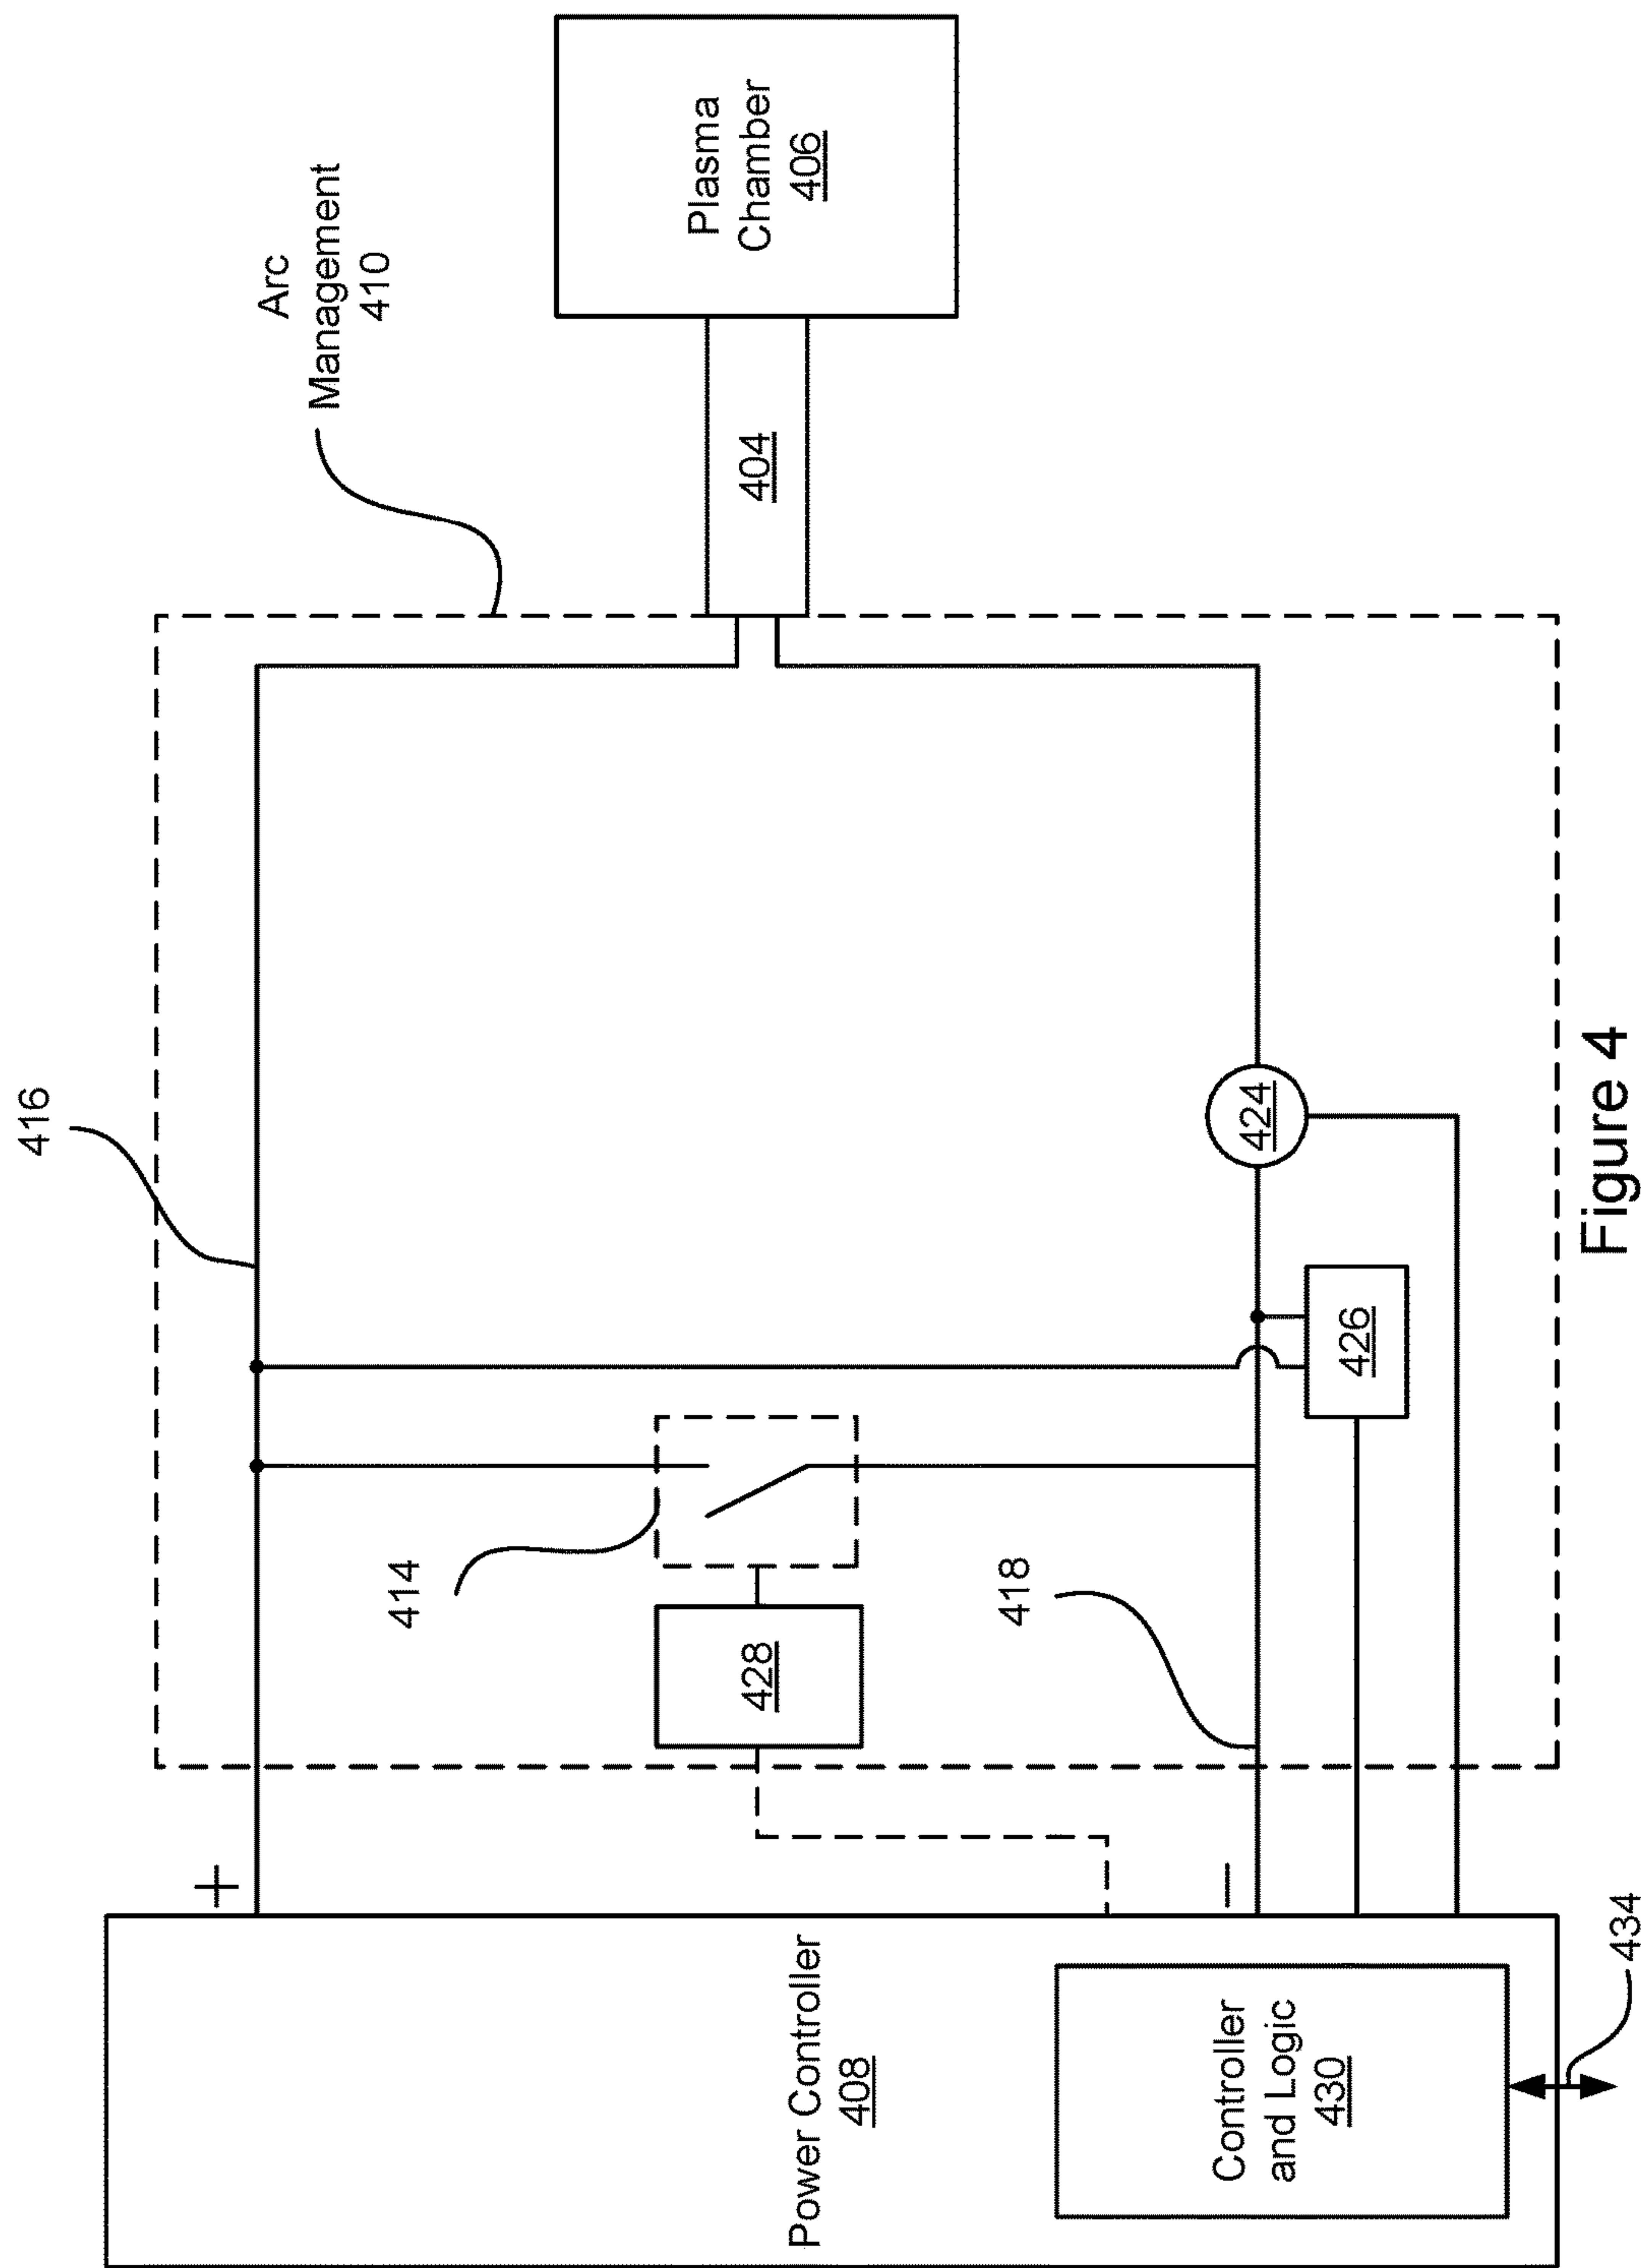 Power Controller
408
Controller
and Logic
430
434
428
414
418
416
426
424
Arc
Management
410
404
Plasma
Chamber
406
+
–
Figure 4